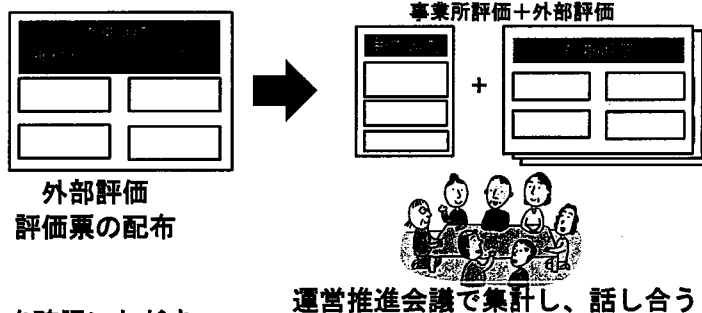 事業所評価+外部評価
+
外部評価
評価票の配布
運営推進会議で集計し、話し合う